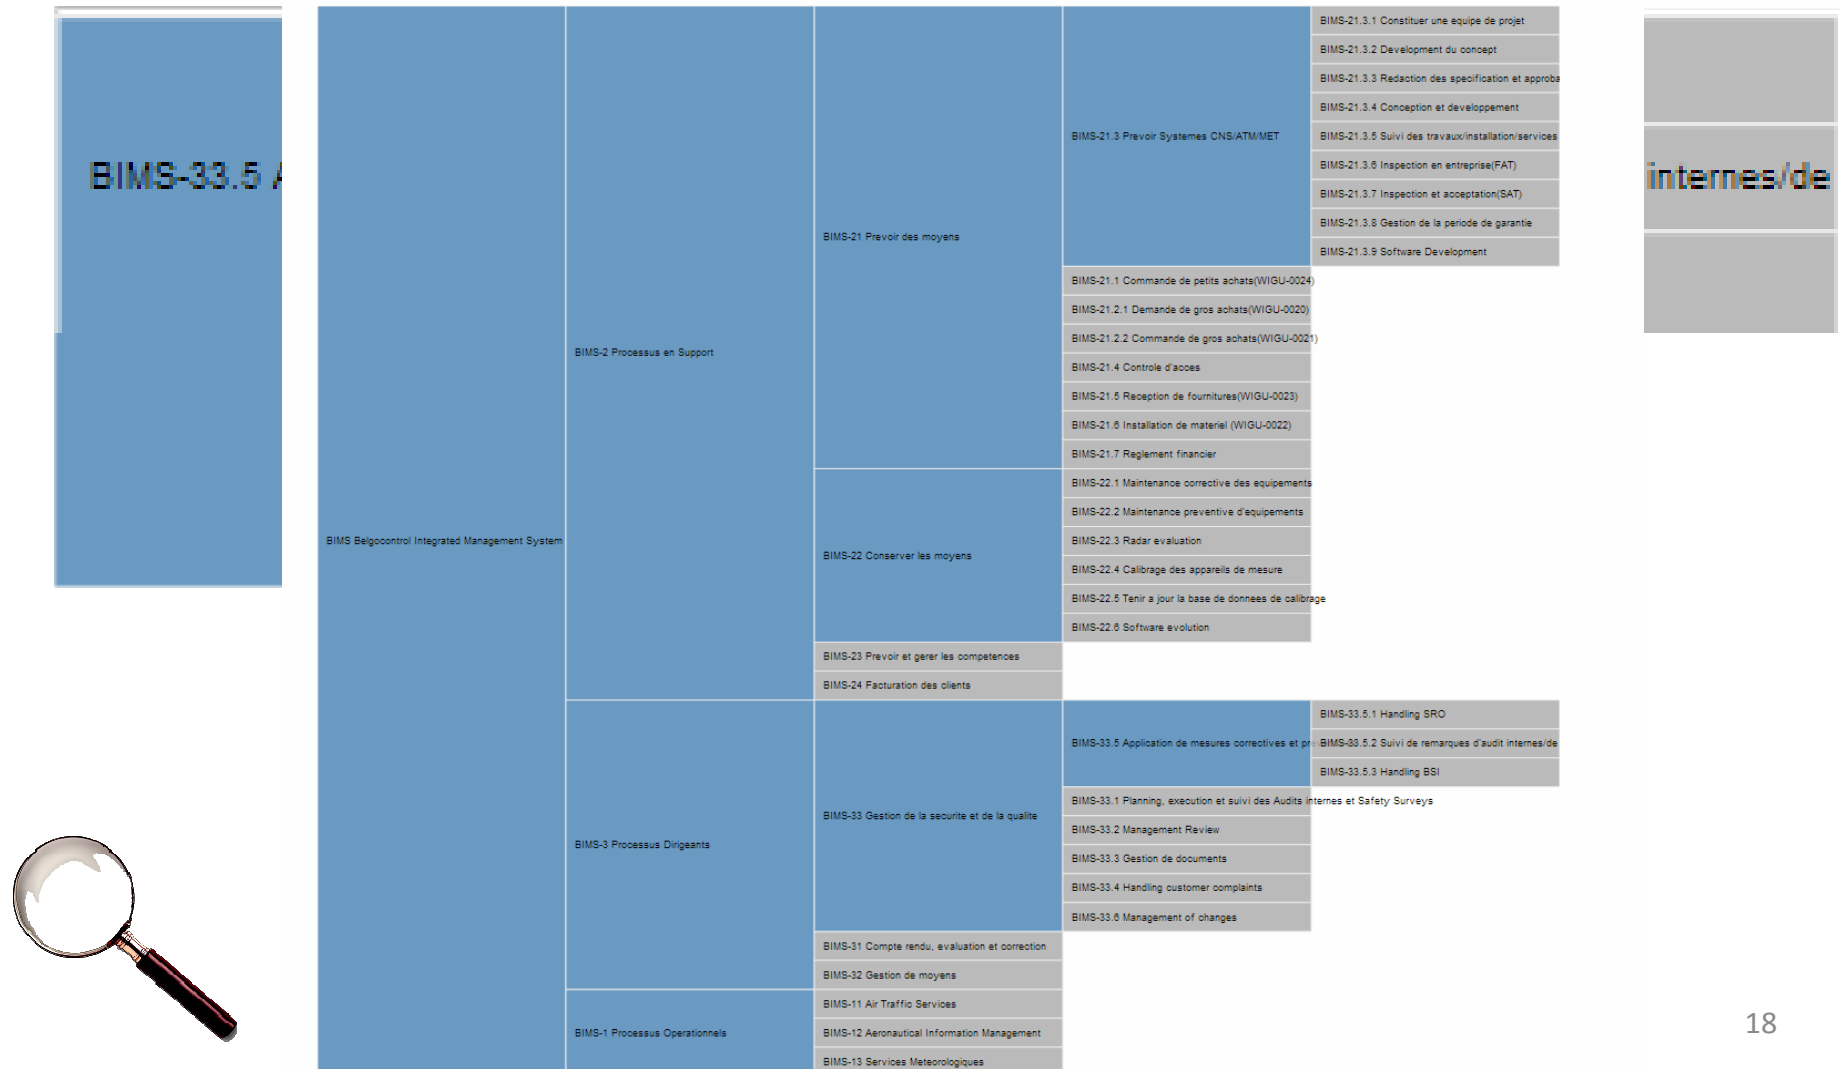 BIMS-33.5
internes/de
BIMS Belgocontrol Integrated Management System
BIMS-2 Processus en Support
BIMS-21 Prevoir des moyens
BIMS-21.3 Prevoir Systemes CNS/ATM/MET
BIMS-21.3.1 Constituer une equipe de projet
BIMS-21.3.2 Development du concept
BIMS-21.3.3 Redaction des specification et approba
BIMS-21.3.4 Conception et developpement
BIMS-21.3.5 Suivi des travaux/installation/services
BIMS-21.3.6 Inspection en entreprise(FAT)
BIMS-21.3.7 Inspection et acceptation(SAT)
BIMS-21.3.8 Gestion de la periode de garantie
BIMS-21.3.9 Software Development
BIMS-21.1 Commande de petits achats(WIGU-0024)
BIMS-21.2.1 Demande de gros achats(WIGU-0020)
BIMS-21.2.2 Commande de gros achats(WIGU-0021)
BIMS-21.4 Controle d'acces
BIMS-21.5 Reception de fournitures(WIGU-0023)
BIMS-21.6 Installation de materiel (WIGU-0022)
BIMS-21.7 Reglement financier
BIMS-22 Conserver les moyens
BIMS-22.1 Maintenance corrective des equipements
BIMS-22.2 Maintenance preventive d'equipements
BIMS-22.3 Radar evaluation
BIMS-22.4 Calibrage des appareils de mesure
BIMS-22.5 Tenir a jour la base de donnees de calibrage
BIMS-22.6 Software evolution
BIMS-23 Prevoir et gerer les competences
BIMS-24 Facturation des clients
BIMS-3 Processus Dirigeants
BIMS-33 Gestion de la securite et de la qualite
BIMS-33.5 Application de mesures correctives et pr
BIMS-33.5.1 Handling SRO
BIMS-33.5.2 Suivi de remarques d'audit internes/de
BIMS-33.5.3 Handling BSI
BIMS-33.1 Planning, execution et suivi des Audits internes et Safety Surveys
BIMS-33.2 Management Review
BIMS-33.3 Gestion de documents
BIMS-33.4 Handling customer complaints
BIMS-33.6 Management of changes
BIMS-31 Compte rendu, evaluation et correction
BIMS-32 Gestion de moyens
BIMS-1 Processus Operationnels
BIMS-11 Air Traffic Services
BIMS-12 Aeronautical Information Management
BIMS-13 Services Meteorologiques
18